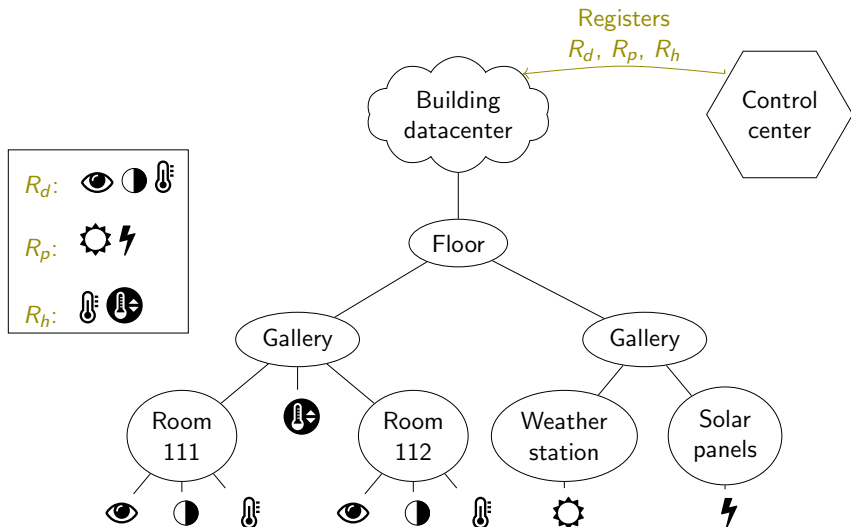 Registers
R_d, R_p, R_h
Building
datacenter
Control
center
R_d:
R_p:
R_h:
Floor
Gallery
Gallery
Room
111
Room
112
Weather
station
Solar
panels